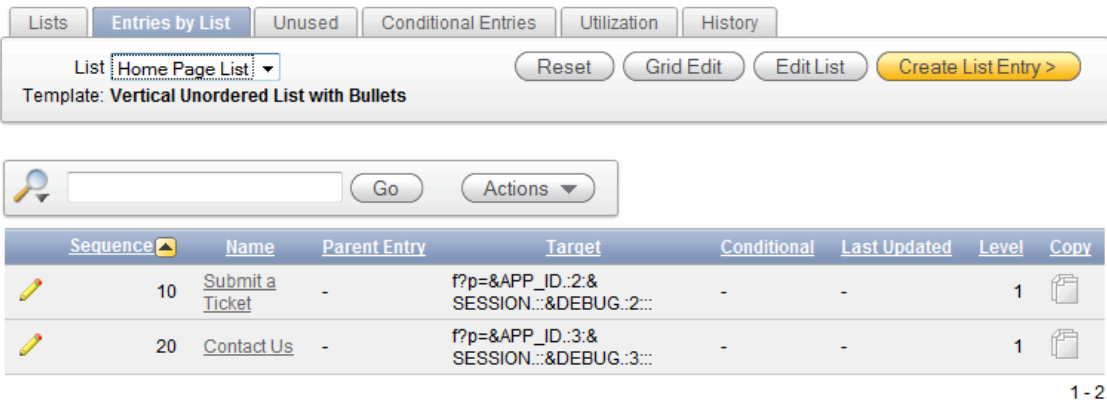 Lists Entries by List Unused Conditional Entries Utilization History
List Home Page List Reset Grid Edit Edit List Create List Entry >
Template: Vertical Unordered List with Bullets
Go Actions
Sequence Name Parent Entry Target Conditional Last Updated Level Copy
10 Submit a Ticket - f?p=&APP_ID.:2:& SESSION.::&DEBUG.:2::: - - 1
20 Contact Us - f?p=&APP_ID.:3:& SESSION.::&DEBUG.:3::: - - 1
1 - 2